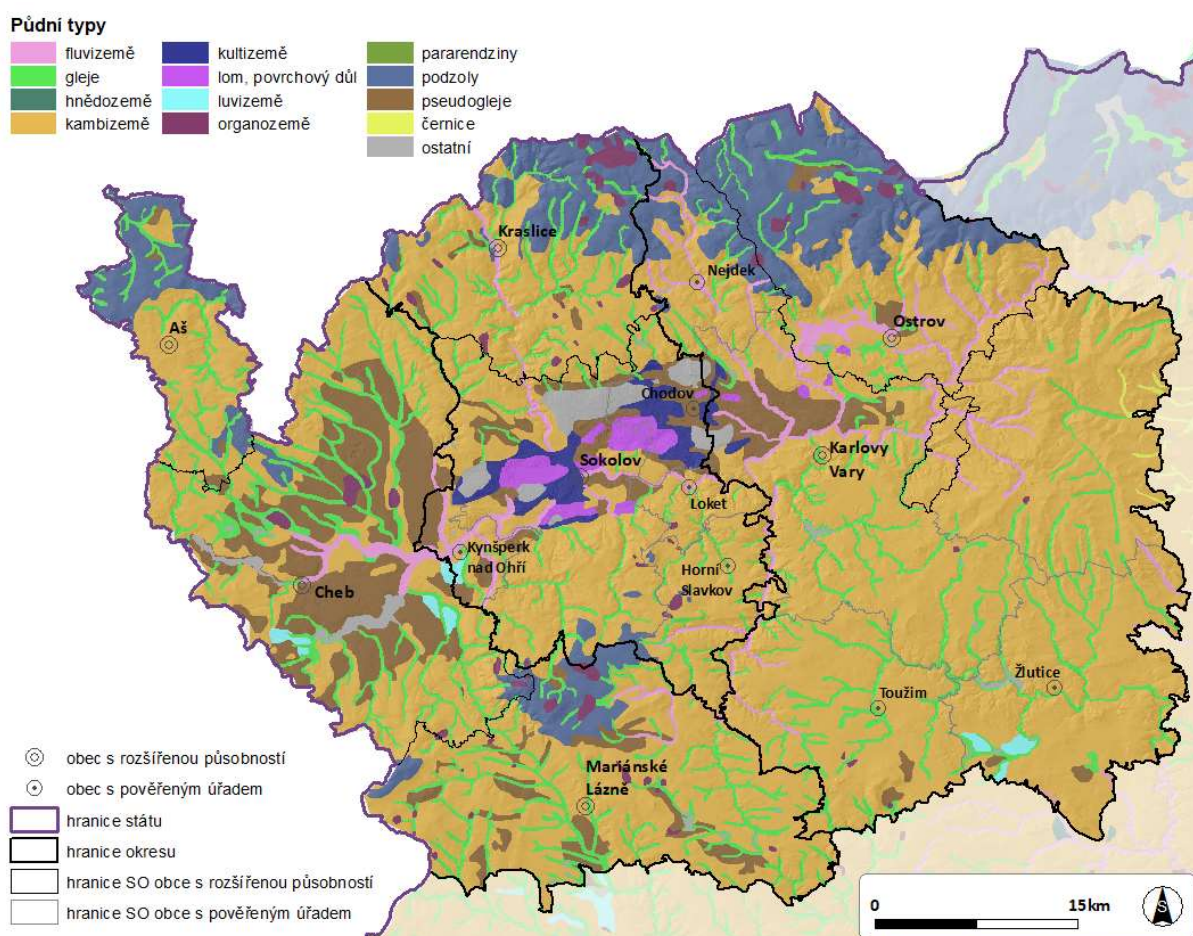 Půdní typy
fluvizemě
gleje
hnědozemě
kambizemě
kultizemě
lom, povrchový důl
luvizemě
organozemě
pararendziny
podzoly
pseudogleje
černice
ostatní
Kraslice
Nejdek
Aš
Ostrov
Chodov
Sokolov
Karlovy
Vary
Loket
Kynšperk
nad Ohří
Horní
Slavkov
Cheb
Žlutice
Toužim
Mariánské
Lázně
obec s rozšířenou působností
obec s pověřeným úřadem
hranice státu
hranice okresu
hranice SO obce s rozšířenou působností
hranice SO obce s pověřeným úřadem
0 15km
S